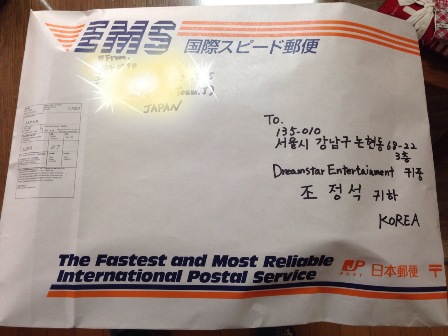 EMS 国際スピード郵便
From.
Team.J
JAPAN
To.
135-010
서울시 강남구 논현동 68-22
3층
Dreamstar Entertainment 귀중
조정석 귀하
KOREA
The Fastest and Most Reliable
International Postal Service
JP POST 日本郵便